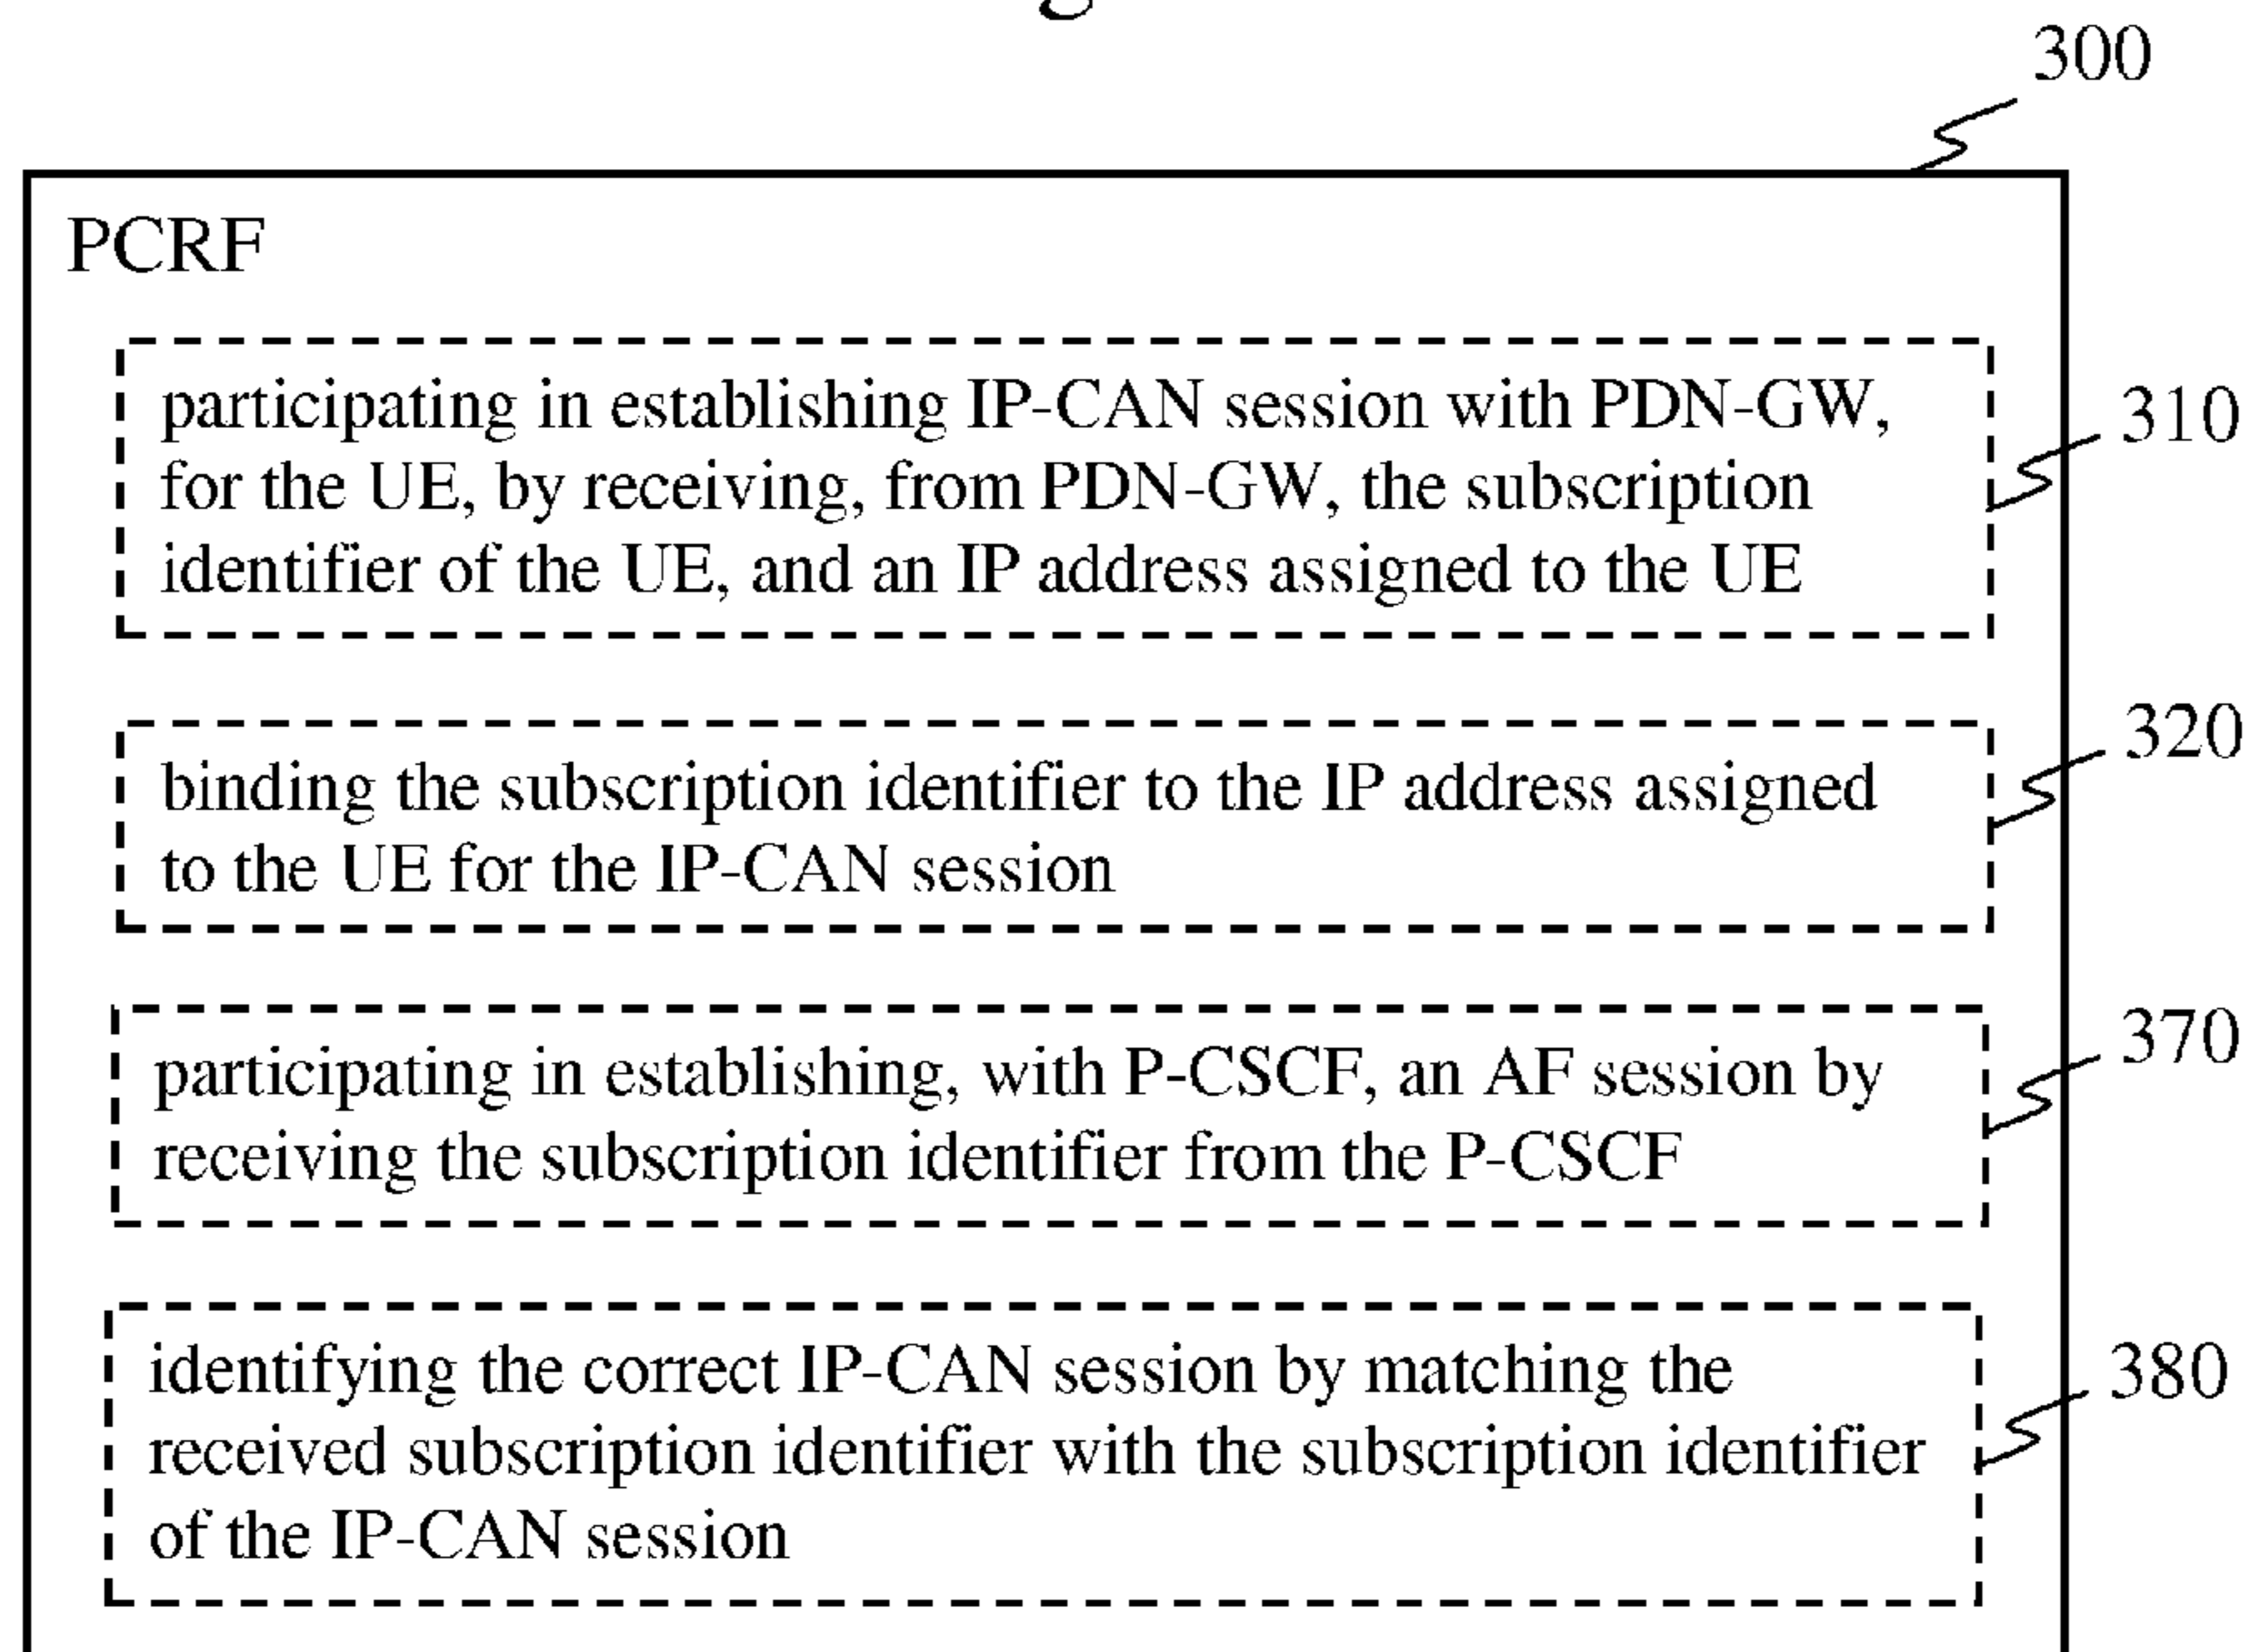 300
PCRF
participating in establishing IP-CAN session with PDN-GW,
for the UE, by receiving, from PDN-GW, the subscription
identifier of the UE, and an IP address assigned to the UE
310
binding the subscription identifier to the IP address assigned
to the UE for the IP-CAN session
320
participating in establishing, with P-CSCF, an AF session by
receiving the subscription identifier from the P-CSCF
370
identifying the correct IP-CAN session by matching the
received subscription identifier with the subscription identifier
of the IP-CAN session
380